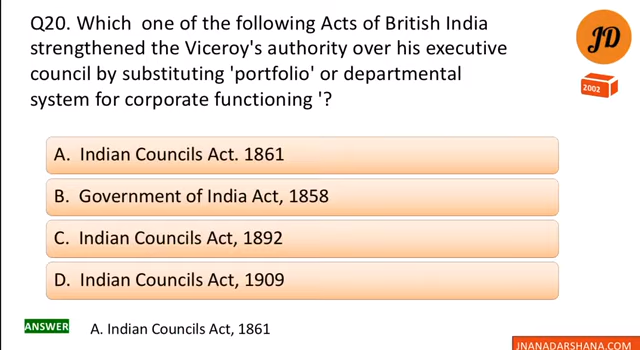 Q20. Which one of the following Acts of British India
strengthened the Viceroy's authority over his executive
council by substituting 'portfolio' or departmental
system for corporate functioning '?
JD
2002
A. Indian Councils Act. 1861
B. Government of India Act, 1858
C. Indian Councils Act, 1892
D. Indian Councils Act, 1909
ANSWER
A. Indian Councils Act, 1861
JNANADARSHANA.COM